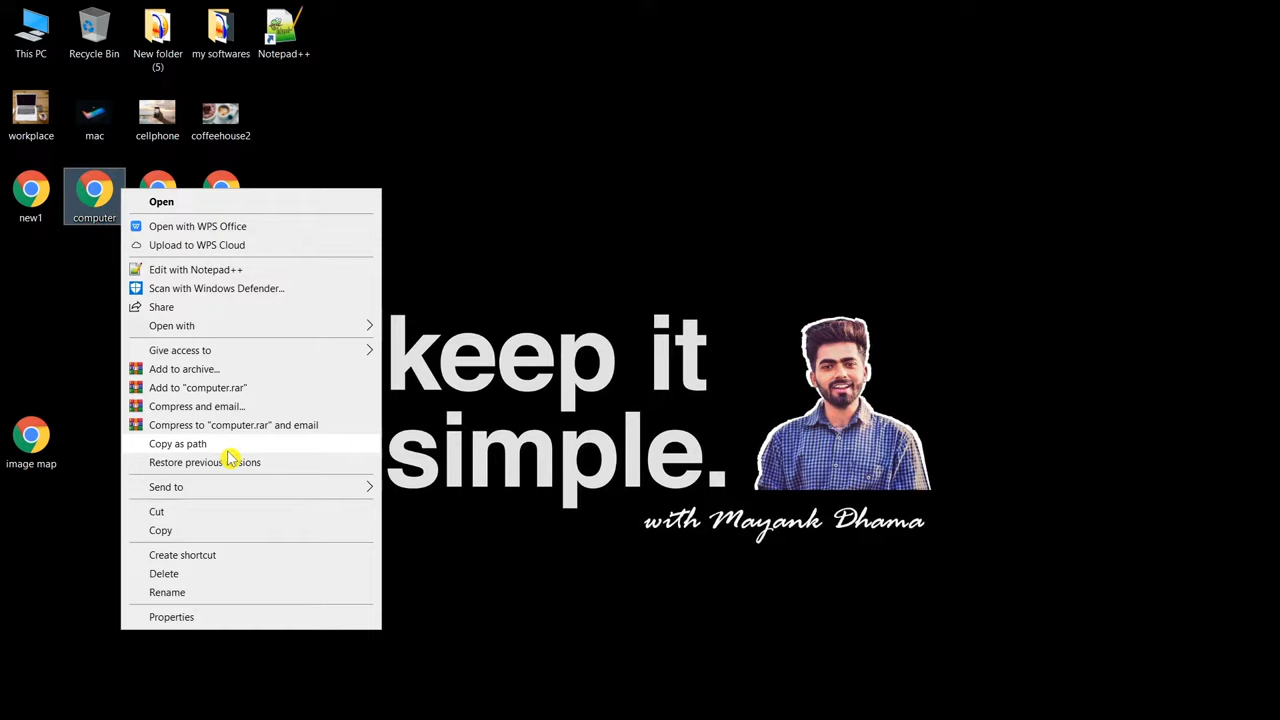 This PC
Recycle Bin
New folder
(5)
my softwares
Notepad++
workplace
mac
cellphone
coffeehouse2
new1
computer
image map
Open
Open with WPS Office
Upload to WPS Cloud
Edit with Notepad++
Scan with Windows Defender...
Share
Open with
Give access to
Add to archive...
Add to "computer.rar"
Compress and email...
Compress to "computer.rar" and email
Copy as path
Restore previous versions
Send to
Cut
Copy
Create shortcut
Delete
Rename
Properties
keep it
simple.
with Mayank Dhama